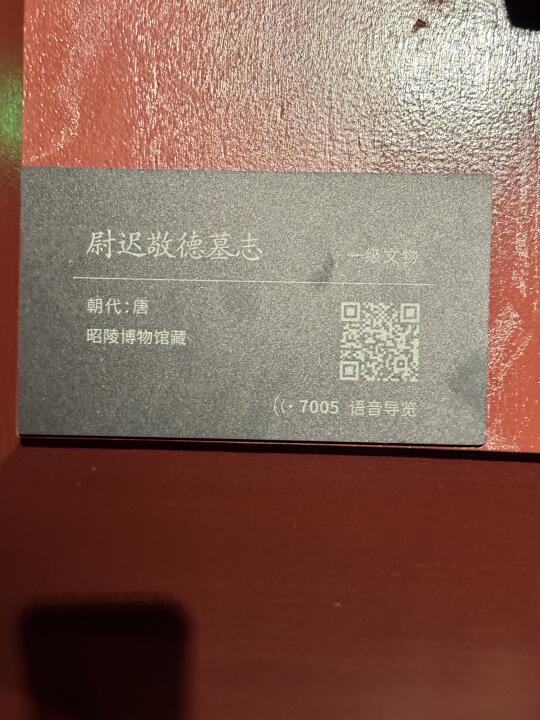 尉迟敬德墓志
一级文物
朝代:唐
昭陵博物馆藏
7005 语音导览